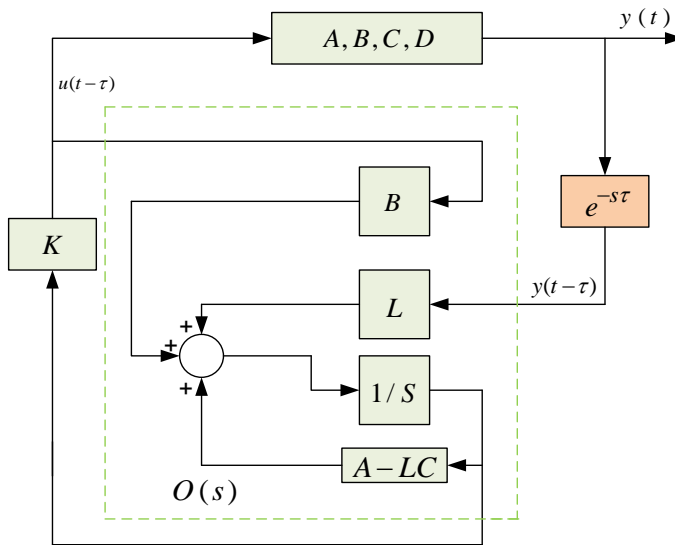 y(t)
A, B, C, D
u(t−τ)
B
e^{−sτ}
K
L
y(t−τ)
+
+
+
1/S
A−LC
O(s)